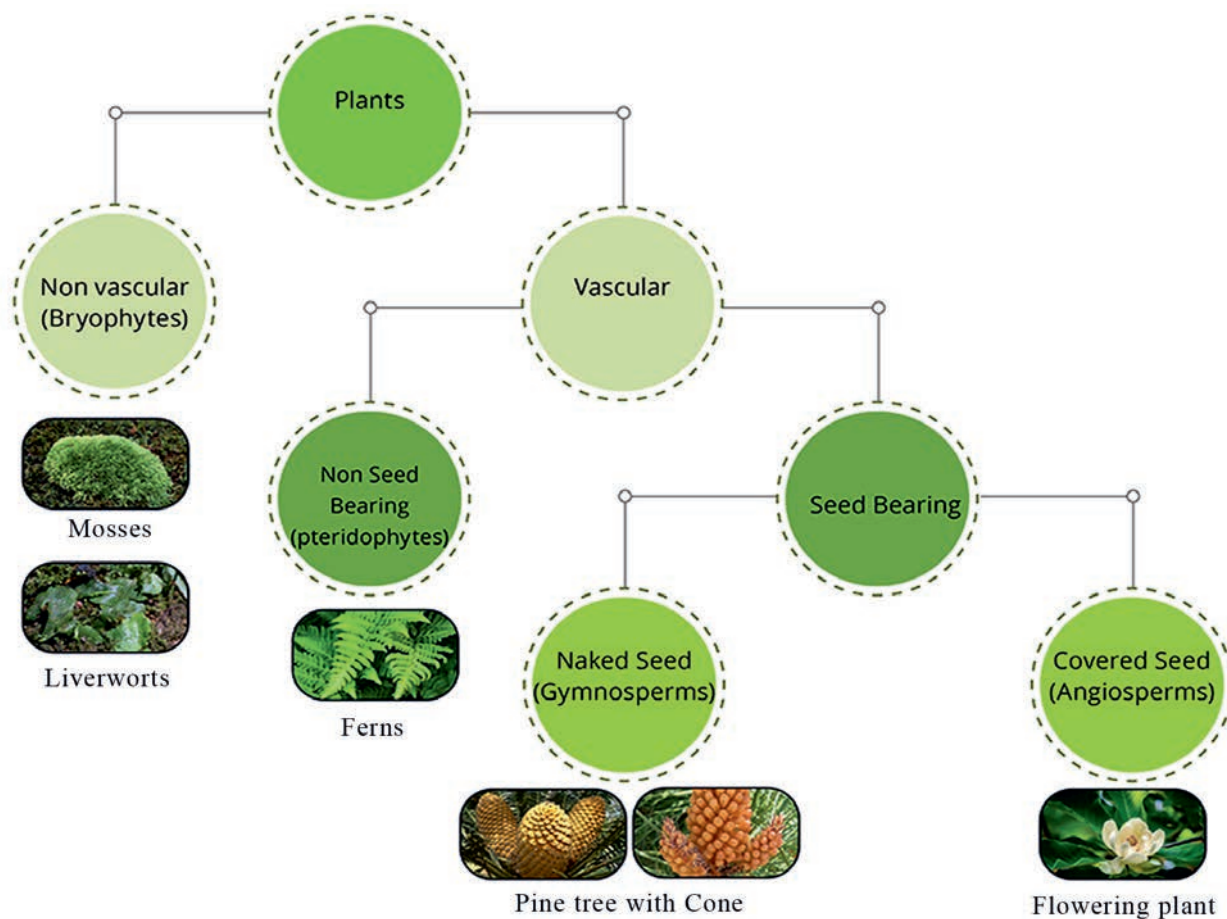 Plants
Non vascular
(Bryophytes)
Vascular
Mosses
Liverworts
Non Seed
Bearing
(pteridophytes)
Ferns
Seed Bearing
Naked Seed
(Gymnosperms)
Covered Seed
(Angiosperms)
Pine tree with Cone
Flowering plant